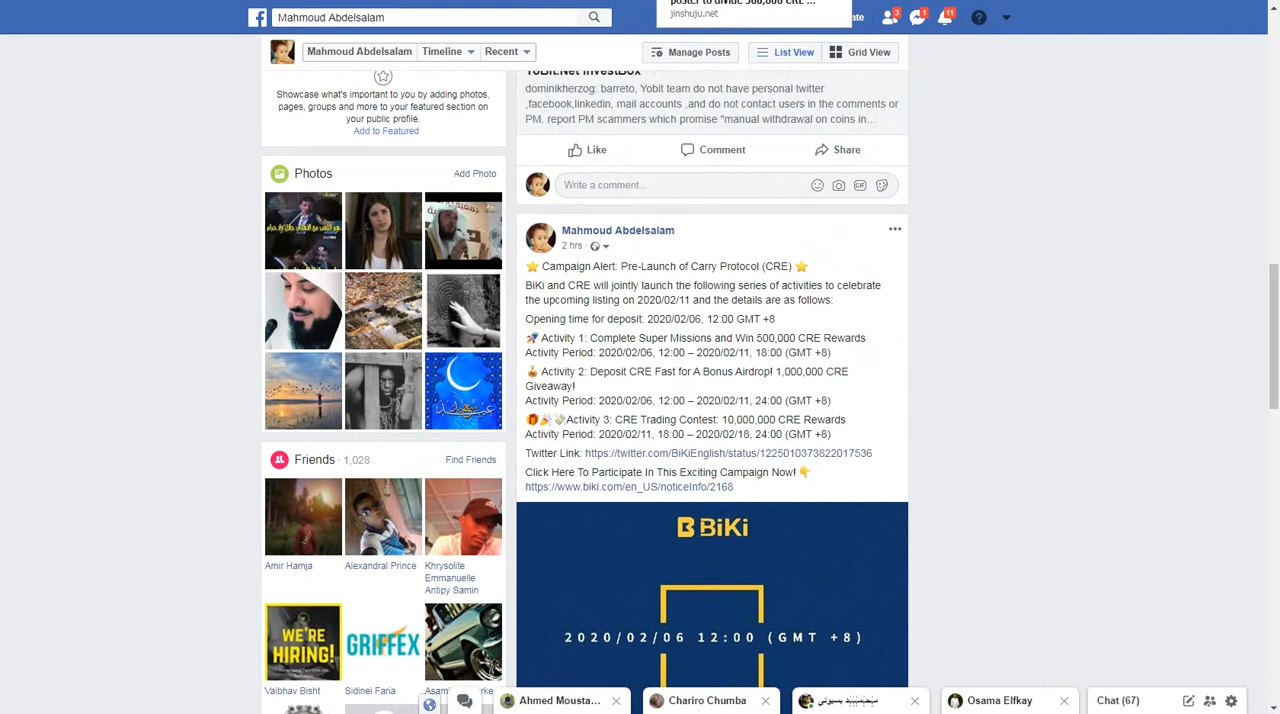 Mahmoud Abdelsalam
jinshuju.net
3
1
11
Mahmoud Abdelsalam
Timeline
Recent
Manage Posts
List View
Grid View
Showcase what's important to you by adding photos,
pages, groups and more to your featured section on
your public profile.
Add to Featured
Photos
Add Photo
Friends · 1,028
Find Friends
Amir Hamja
Alexandral Prince
Khrysolite
Emmanuelle
Antipy Samin
WE'RE
HIRING!
GRIFFEX
Vaibhav Bisht
Sidinei Faria
YoBit.Net InvestBox
dominikherzog: barreto, Yobit team do not have personal twitter
,facebook,linkedin, mail accounts ,and do not contact users in the comments or
PM. report PM scammers which promise "manual withdrawal on coins in...
Like
Comment
Share
Write a comment...
GIF
Mahmoud Abdelsalam
2 hrs ·
⭐ Campaign Alert: Pre-Launch of Carry Protocol (CRE) ⭐
BiKi and CRE will jointly launch the following series of activities to celebrate
the upcoming listing on 2020/02/11 and the details are as follows:
Opening time for deposit: 2020/02/06, 12:00 GMT +8
🚀 Activity 1: Complete Super Missions and Win 500,000 CRE Rewards
Activity Period: 2020/02/06, 12:00 – 2020/02/11, 18:00 (GMT +8)
💰 Activity 2: Deposit CRE Fast for A Bonus Airdrop! 1,000,000 CRE
Giveaway!
Activity Period: 2020/02/06, 12:00 – 2020/02/11, 24:00 (GMT +8)
🎁🎉💸Activity 3: CRE Trading Contest: 10,000,000 CRE Rewards
Activity Period: 2020/02/11, 18:00 – 2020/02/18, 24:00 (GMT +8)
Twitter Link: https://twitter.com/BiKiEnglish/status/1225010373822017536
Click Here To Participate In This Exciting Campaign Now! 👇
https://www.biki.com/en_US/noticeInfo/2168
BiKi
2020/02/06 12:00 (GMT +8)
Ahmed Mousta...
Chariro Chumba
Osama Elfkay
Chat (67)